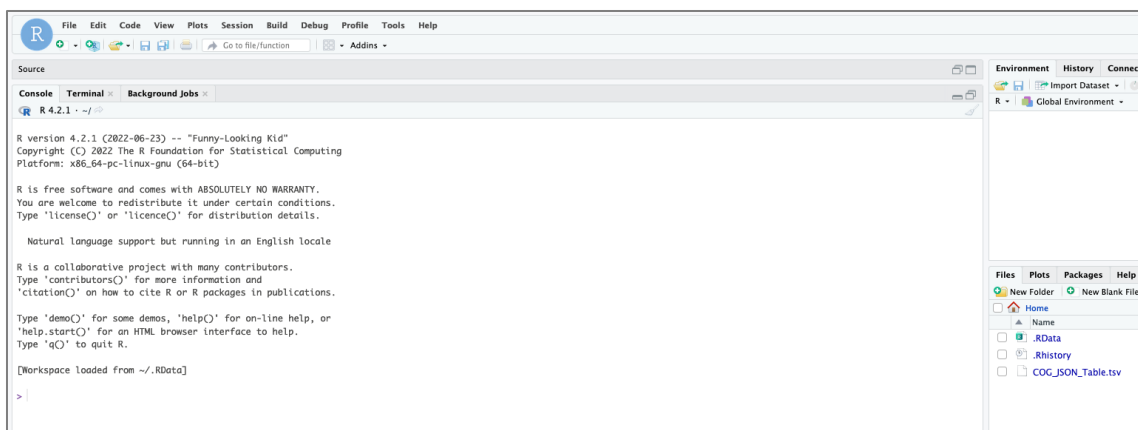 R
File Edit Code View Plots Session Build Debug Profile Tools Help
Go to file/function Addins
Source
Console Terminal Background Jobs
R 4.2.1 · ~/
R version 4.2.1 (2022-06-23) -- "Funny-Looking Kid"
Copyright (C) 2022 The R Foundation for Statistical Computing
Platform: x86_64-pc-linux-gnu (64-bit)
R is free software and comes with ABSOLUTELY NO WARRANTY.
You are welcome to redistribute it under certain conditions.
Type 'license()' or 'licence()' for distribution details.
Natural language support but running in an English locale
R is a collaborative project with many contributors.
Type 'contributors()' for more information and
'citation()' on how to cite R or R packages in publications.
Type 'demo()' for some demos, 'help()' for on-line help, or
'help.start()' for an HTML browser interface to help.
Type 'q()' to quit R.
[Workspace loaded from ~/.RData]
>
Environment History Connec
Import Dataset
R Global Environment
Files Plots Packages Help
New Folder New Blank File
Home
Name
.RData
.Rhistory
COG_JSON_Table.tsv